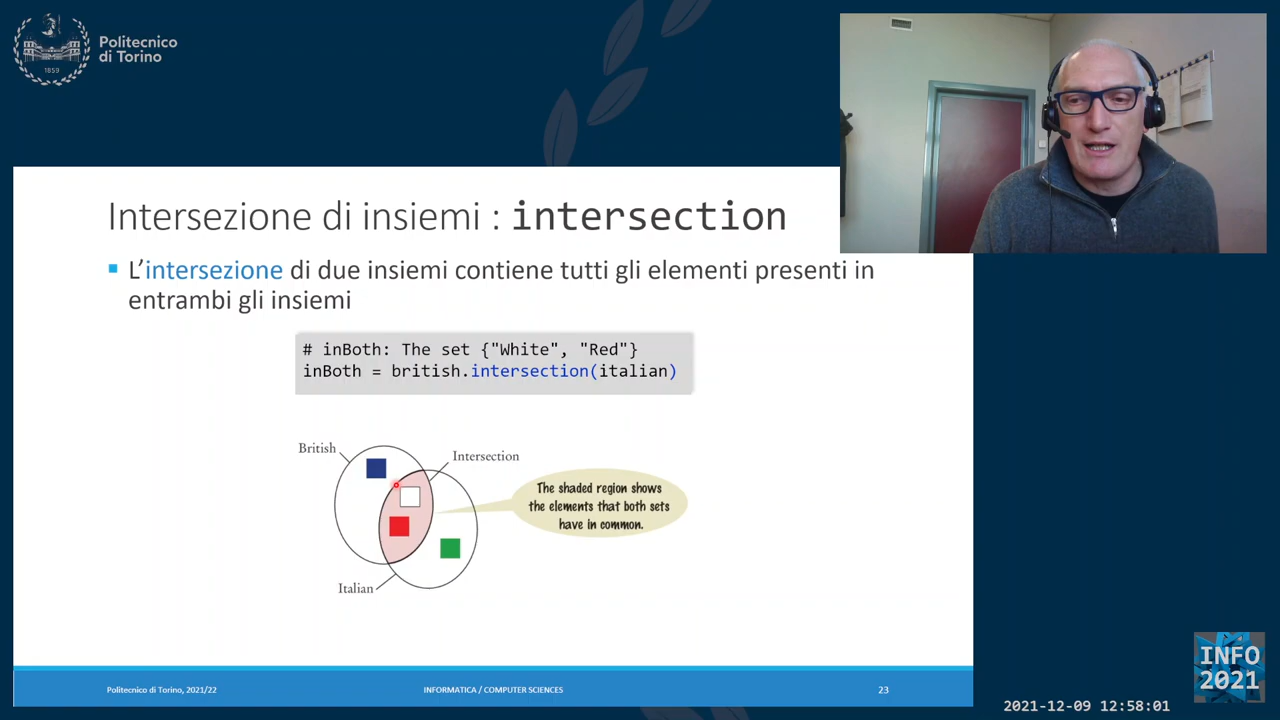 Politecnico
di Torino
1859
Intersezione di insiemi : intersection
L'intersezione di due insiemi contiene tutti gli elementi presenti in
entrambi gli insiemi
# inBoth: The set {"White", "Red"}
inBoth = british.intersection(italian)
British
Intersection
The shaded region shows
the elements that both sets
have in common.
Italian
Politecnico di Torino, 2021/22
INFORMATICA / COMPUTER SCIENCES
23
INFO
2021
2021-12-09 12:58:01